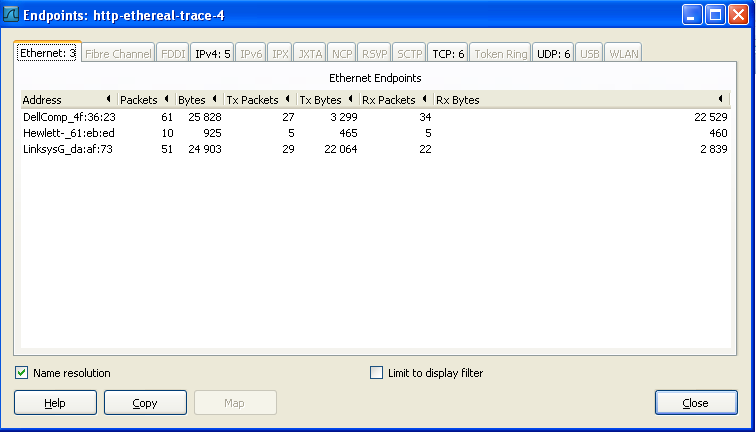 Endpoints: http-ethereal-trace-4
Ethernet: 3 Fibre Channel FDDI IPv4: 5 IPv6 IPX JXTA NCP RSVP SCTP TCP: 6 Token Ring UDP: 6 USB WLAN
Ethernet Endpoints
Address Packets Bytes Tx Packets Tx Bytes Rx Packets Rx Bytes
DellComp_4f:36:23 61 25 828 27 3 299 34 22 529
Hewlett-_61:eb:ed 10 925 5 465 5 460
LinksysG_da:af:73 51 24 903 29 22 064 22 2 839
Name resolution Limit to display filter
Help Copy Map Close